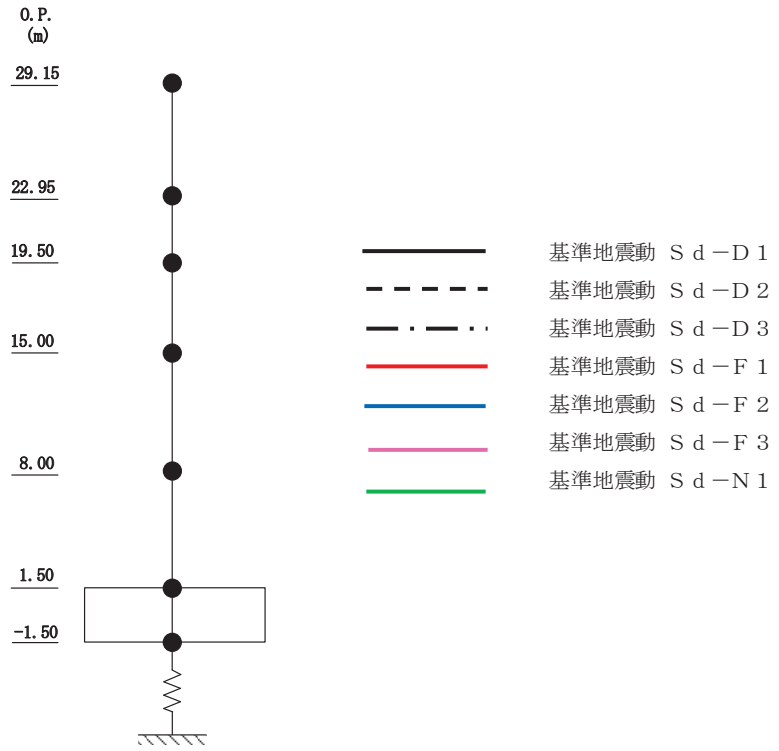 O.P.
(m)
29.15
22.95
19.50
15.00
8.00
1.50
-1.50
基準地震動 Ｓｄ－Ｄ１
基準地震動 Ｓｄ－Ｄ２
基準地震動 Ｓｄ－Ｄ３
基準地震動 Ｓｄ－Ｆ１
基準地震動 Ｓｄ－Ｆ２
基準地震動 Ｓｄ－Ｆ３
基準地震動 Ｓｄ－Ｎ１